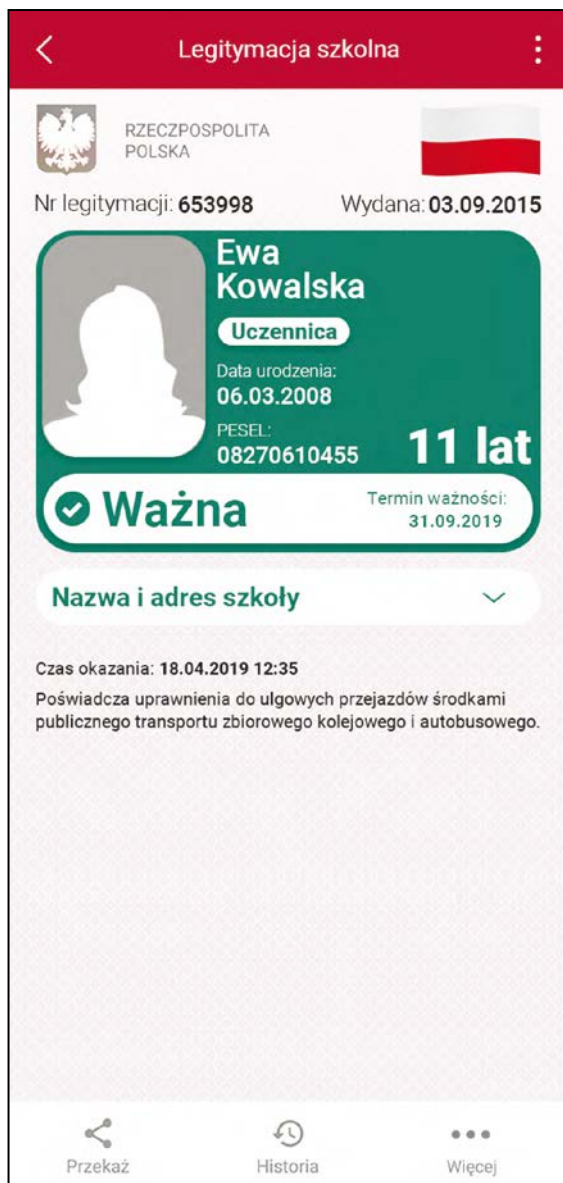 Legitymacja szkolna
RZECZPOSPOLITA
POLSKA
Nr legitymacji: 653998 Wydana: 03.09.2015
Ewa
Kowalska
Uczennica
Data urodzenia:
06.03.2008
PESEL:
08270610455 11 lat
Ważna
Termin ważności:
31.09.2019
Nazwa i adres szkoły
Czas okazania: 18.04.2019 12:35
Poświadcza uprawnienia do ulgowych przejazdów środkami
publicznego transportu zbiorowego kolejowego i autobusowego.
Przekaż Historia Więcej